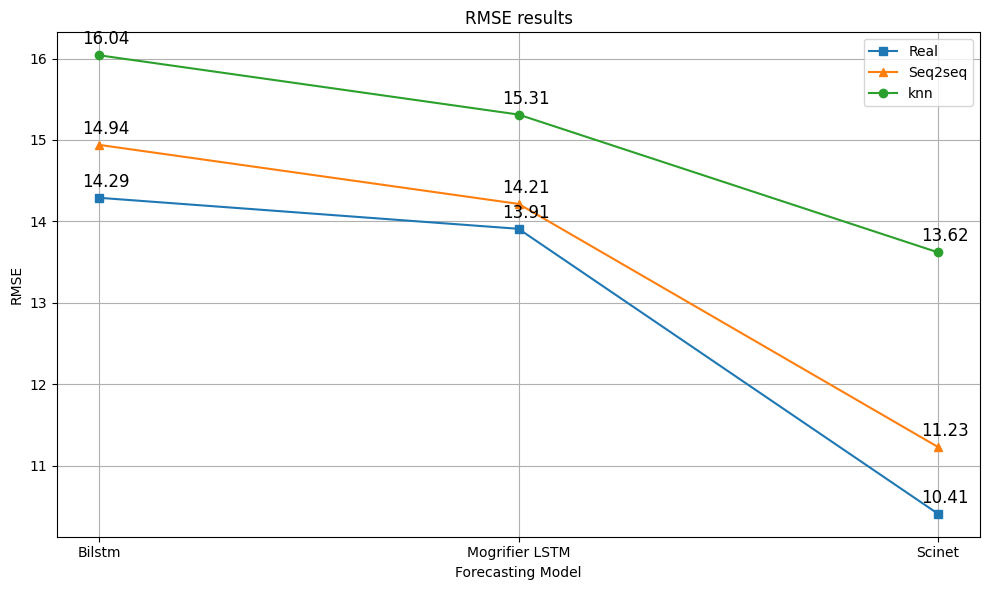 RMSE results
Real
Seq2seq
knn
16.04
15.31
14.94
14.29
14.21
13.91
13.62
11.23
10.41
16
15
14
13
12
11
RMSE
Bilstm
Mogrifier LSTM
Scinet
Forecasting Model